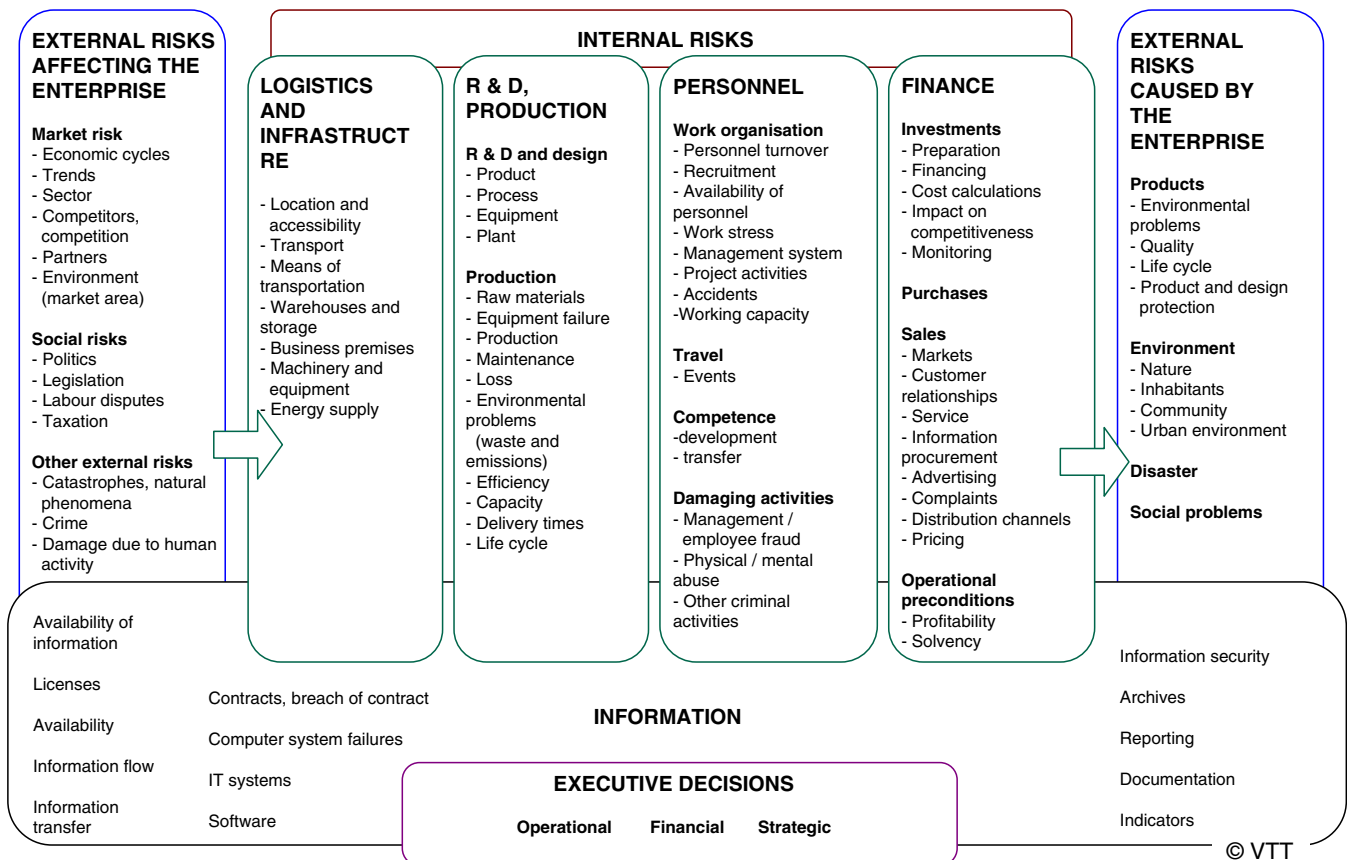 EXTERNAL RISKS
AFFECTING THE
ENTERPRISE
Market risk
- Economic cycles
- Trends
- Sector
- Competitors,
competition
- Partners
- Environment
(market area)
Social risks
- Politics
- Legislation
- Labour disputes
- Taxation
Other external risks
- Catastrophes, natural
phenomena
- Crime
- Damage due to human
activity
INTERNAL RISKS
LOGISTICS
AND
INFRASTRUCT
RE
- Location and
accessibility
- Transport
- Means of
transportation
- Warehouses and
storage
- Business premises
- Machinery and
equipment
- Energy supply
R & D,
PRODUCTION
R & D and design
- Product
- Process
- Equipment
- Plant
Production
- Raw materials
- Equipment failure
- Production
- Maintenance
- Loss
- Environmental
problems
(waste and
emissions)
- Efficiency
- Capacity
- Delivery times
- Life cycle
PERSONNEL
Work organisation
- Personnel turnover
- Recruitment
- Availability of
personnel
- Work stress
- Management system
- Project activities
- Accidents
-Working capacity
Travel
- Events
Competence
-development
- transfer
Damaging activities
- Management /
employee fraud
- Physical / mental
abuse
- Other criminal
activities
FINANCE
Investments
- Preparation
- Financing
- Cost calculations
- Impact on
competitiveness
- Monitoring
Purchases
Sales
- Markets
- Customer
relationships
- Service
- Information
procurement
- Advertising
- Complaints
- Distribution channels
- Pricing
Operational
preconditions
- Profitability
- Solvency
EXTERNAL
RISKS
CAUSED BY
THE
ENTERPRISE
Products
- Environmental
problems
- Quality
- Life cycle
- Product and design
protection
Environment
- Nature
- Inhabitants
- Community
- Urban environment
Disaster
Social problems
Availability of
information
Licenses
Availability
Information flow
Information
transfer
Contracts, breach of contract
Computer system failures
IT systems
Software
INFORMATION
EXECUTIVE DECISIONS
Operational Financial Strategic
Information security
Archives
Reporting
Documentation
Indicators
© VTT